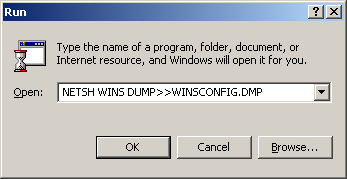 Run
Type the name of a program, folder, document, or
Internet resource, and Windows will open it for you.
Open: NETSH WINS DUMP>>WINSCONFIG.DMP
OK Cancel Browse...